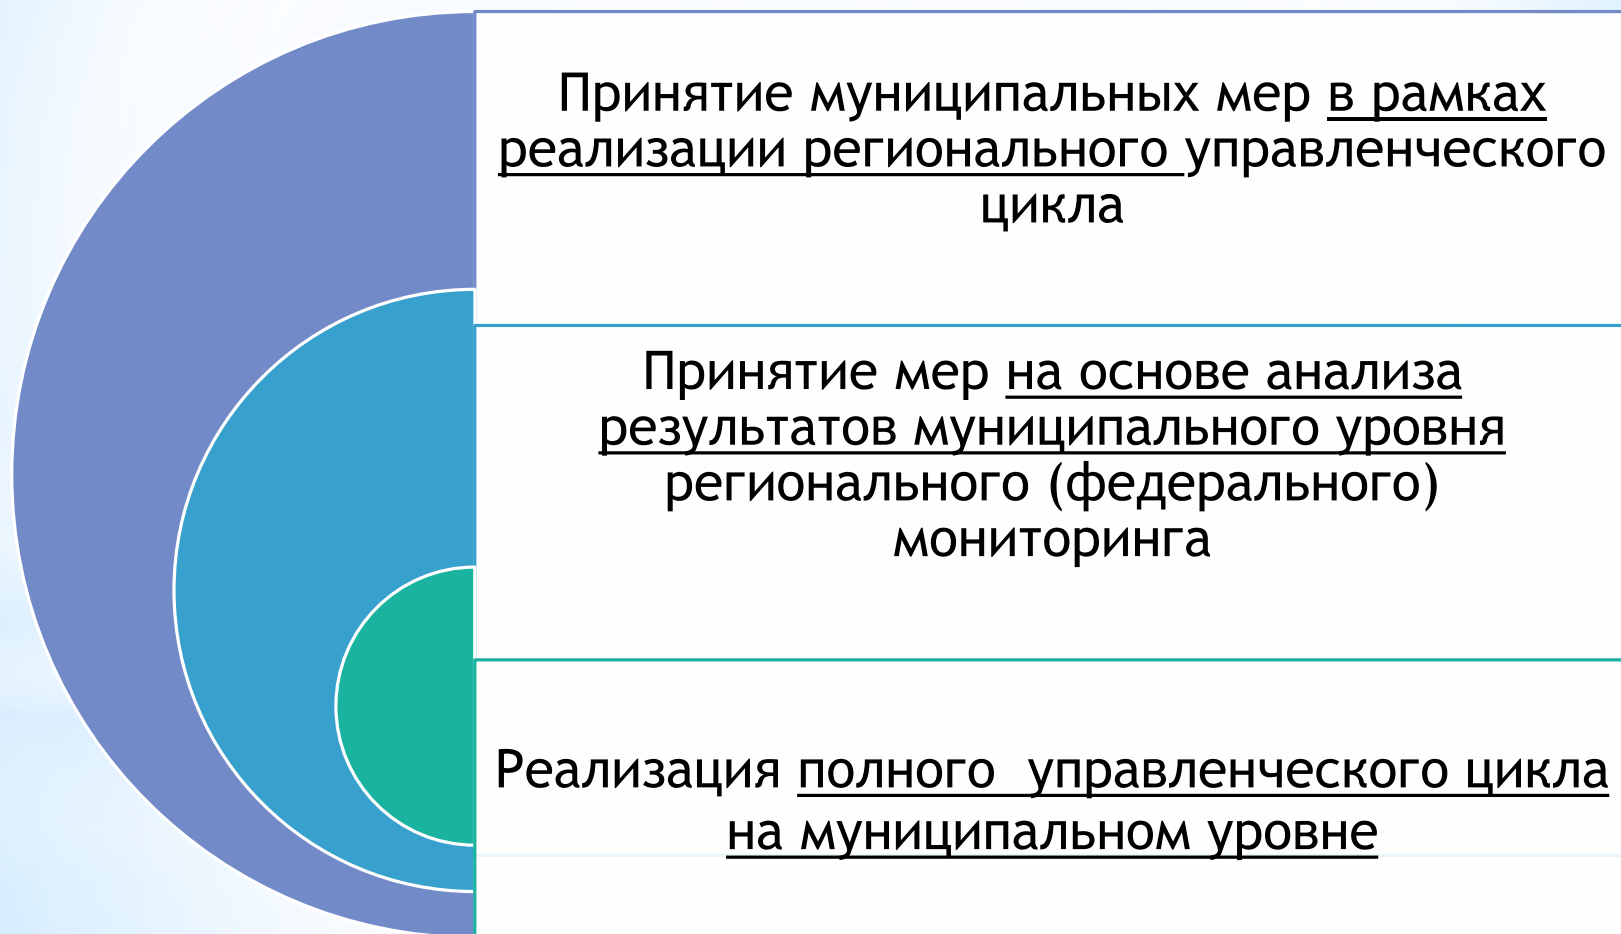 Принятие муниципальных мер в рамках
реализации регионального управленческого
цикла
Принятие мер на основе анализа
результатов муниципального уровня
регионального (федерального)
мониторинга
Реализация полного  управленческого цикла
на муниципальном уровне